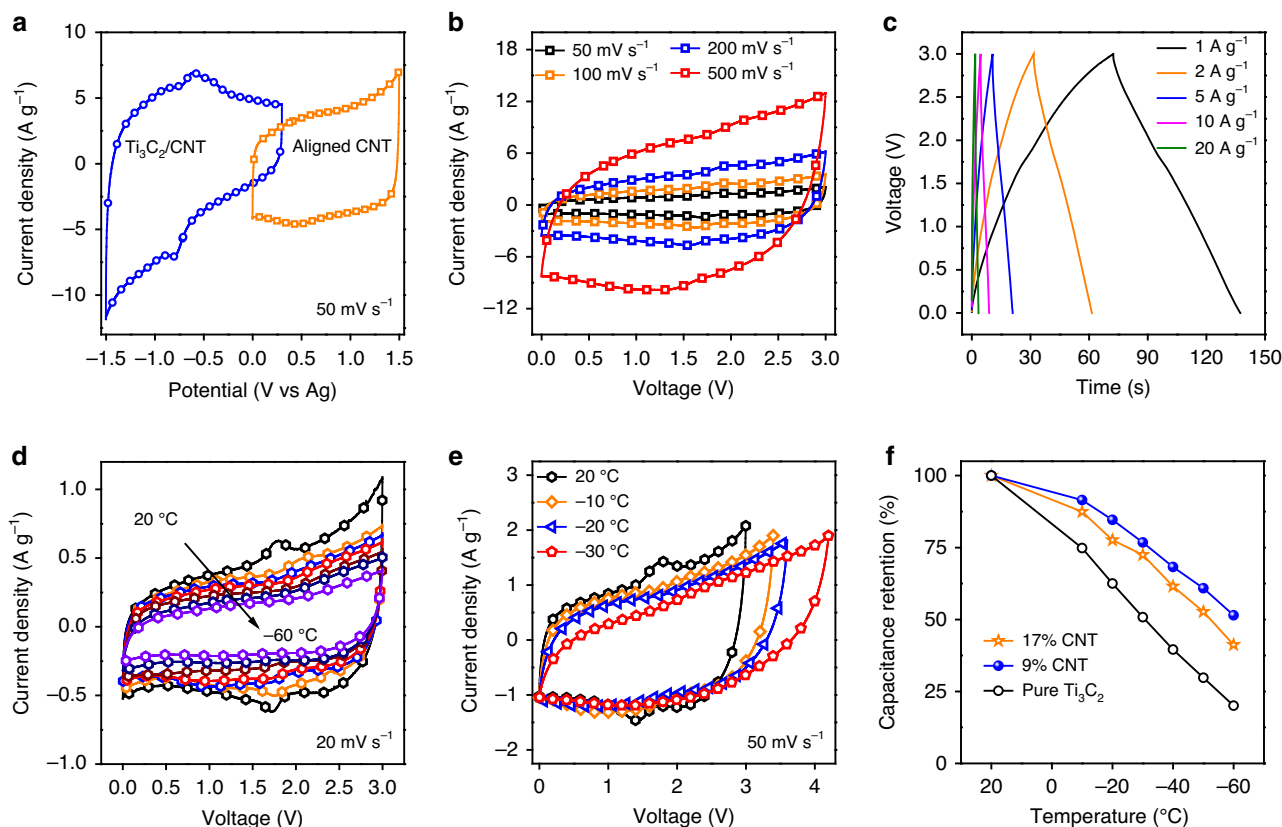 a
Current density (A g⁻¹)
10
5
0
−5
−10
Ti₃C₂/CNT
Aligned CNT
50 mV s⁻¹
−1.5
−1.0
−0.5
0.0
0.5
1.0
1.5
Potential (V vs Ag)
b
Current density (A g⁻¹)
18
12
6
0
−6
−12
50 mV s⁻¹
200 mV s⁻¹
100 mV s⁻¹
500 mV s⁻¹
0.0
0.5
1.0
1.5
2.0
2.5
3.0
Voltage (V)
c
Voltage (V)
3.0
2.5
2.0
1.5
1.0
0.5
0.0
1 A g⁻¹
2 A g⁻¹
5 A g⁻¹
10 A g⁻¹
20 A g⁻¹
0
30
60
90
120
150
Time (s)
d
Current density (A g⁻¹)
1.0
0.5
0.0
−0.5
−1.0
20 °C
−60 °C
20 mV s⁻¹
0.0
0.5
1.0
1.5
2.0
2.5
3.0
Voltage (V)
e
Current density (A g⁻¹)
3
2
1
0
−1
−2
20 °C
−10 °C
−20 °C
−30 °C
50 mV s⁻¹
0
1
2
3
4
Voltage (V)
f
Capacitance retention (%)
100
75
50
25
0
17% CNT
9% CNT
Pure Ti₃C₂
20
0
−20
−40
−60
Temperature (°C)